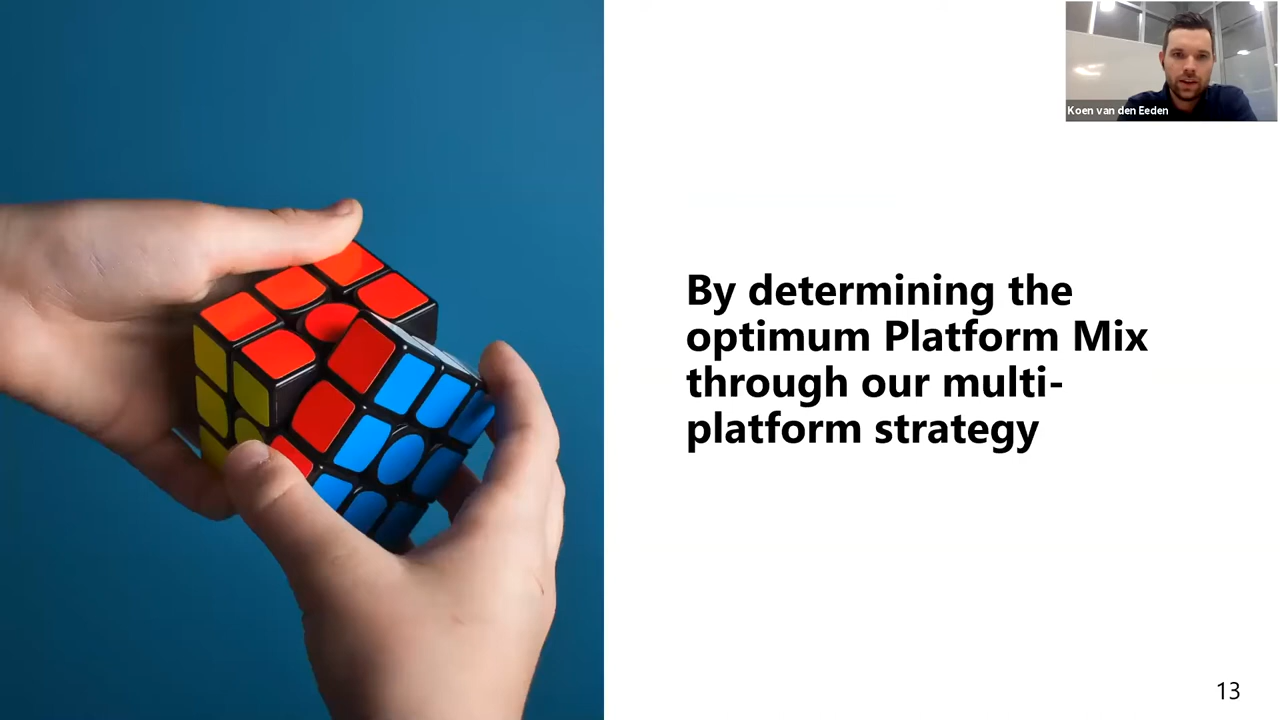 Koen van den Eeden
By determining the
optimum Platform Mix
through our multi-
platform strategy
13